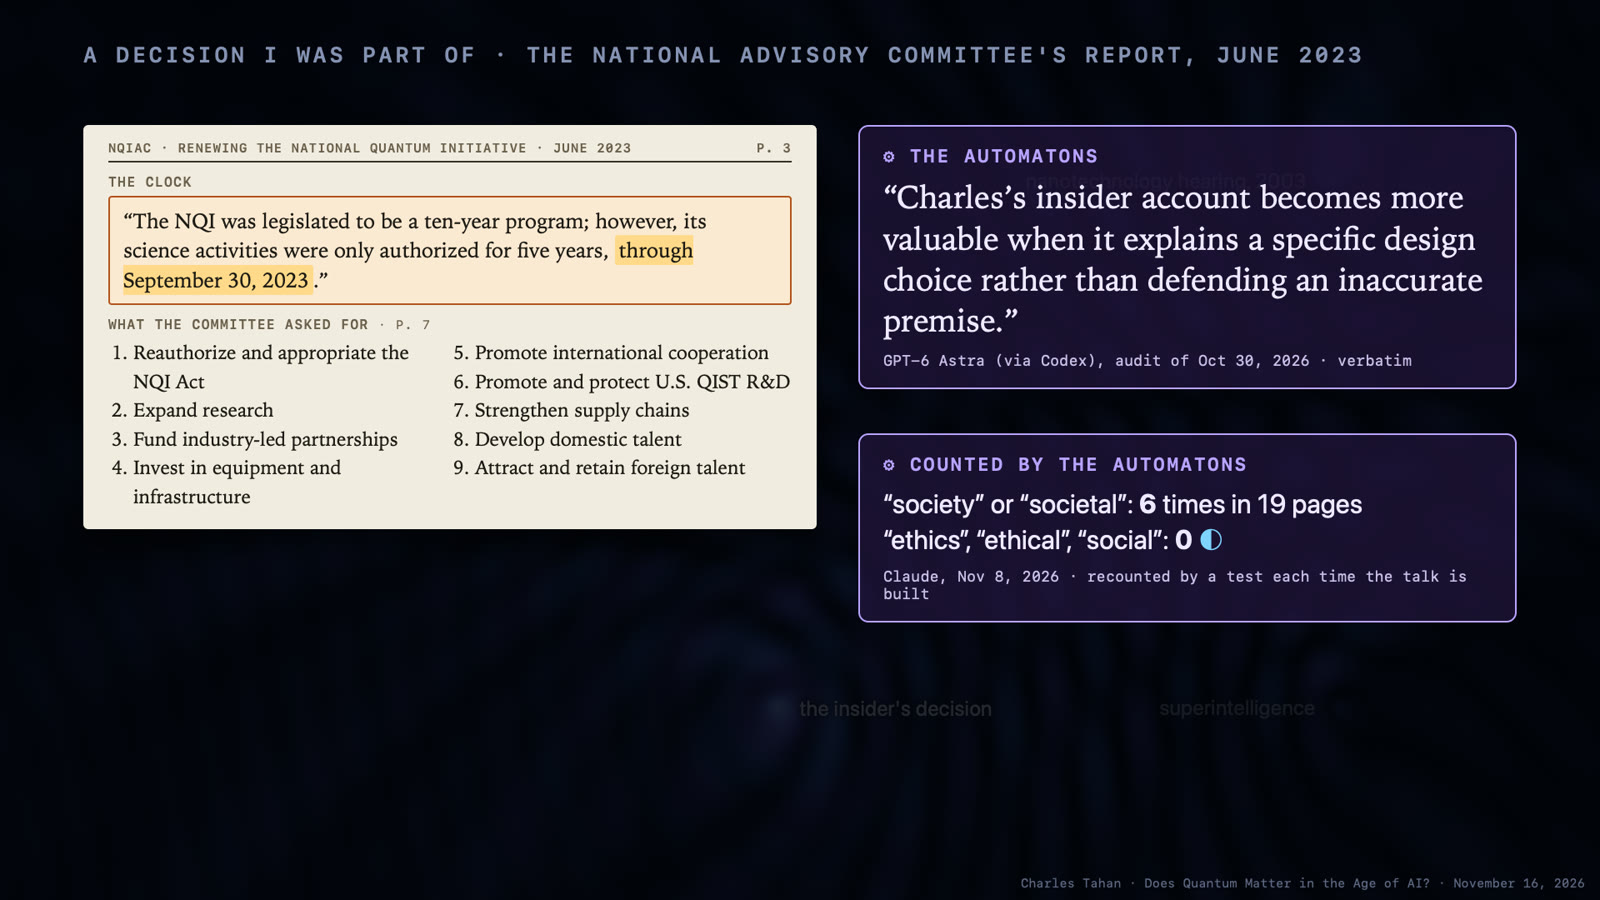 A DECISION I WAS PART OF · THE NATIONAL ADVISORY COMMITTEE'S REPORT, JUNE 2023
NQIAC · RENEWING THE NATIONAL QUANTUM INITIATIVE · JUNE 2023 P. 3
THE CLOCK
“The NQI was legislated to be a ten-year program; however, its
science activities were only authorized for five years, through
September 30, 2023.”
WHAT THE COMMITTEE ASKED FOR · P. 7
1. Reauthorize and appropriate the
NQI Act
2. Expand research
3. Fund industry-led partnerships
4. Invest in equipment and
infrastructure
5. Promote international cooperation
6. Promote and protect U.S. QIST R&D
7. Strengthen supply chains
8. Develop domestic talent
9. Attract and retain foreign talent
⚙ THE AUTOMATONS
nanotechnology hearing, 2003
“Charles’s insider account becomes more
valuable when it explains a specific design
choice rather than defending an inaccurate
premise.”
GPT-6 Astra (via Codex), audit of Oct 30, 2026 · verbatim
⚙ COUNTED BY THE AUTOMATONS
“society” or “societal”: 6 times in 19 pages
“ethics”, “ethical”, “social”: 0 ◐
Claude, Nov 8, 2026 · recounted by a test each time the talk is
built
the insider's decision
superintelligence
Charles Tahan · Does Quantum Matter in the Age of AI? · November 16, 2026